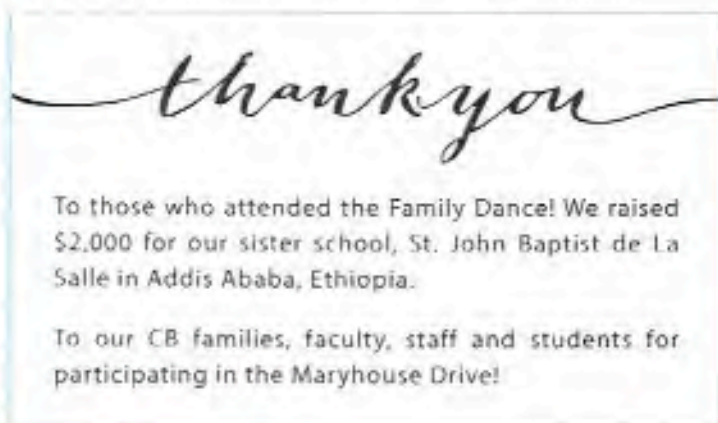 thank you
To those who attended the Family Dance! We raised
$2,000 for our sister school, St. John Baptist de La
Salle in Addis Ababa, Ethiopia.
To our CB families, faculty, staff and students for
participating in the Maryhouse Drive!